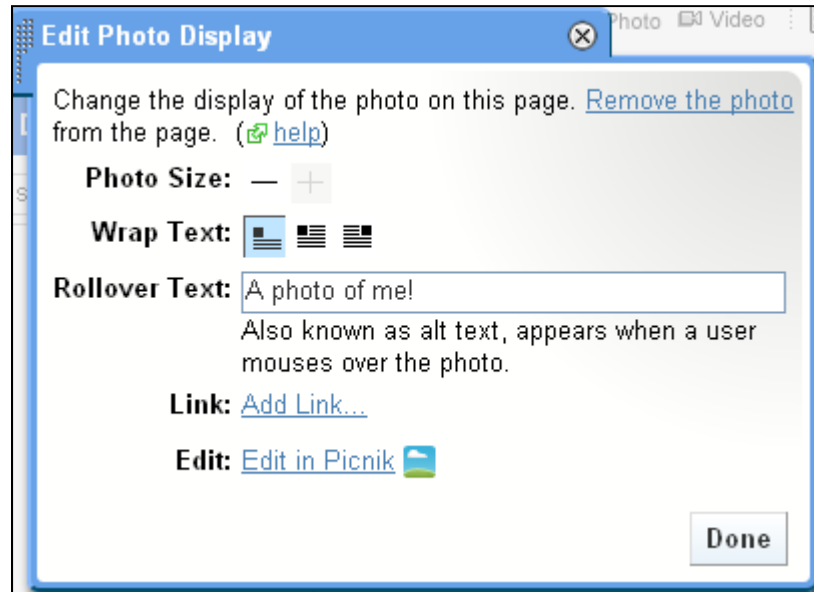 Edit Photo Display
Photo Video
Change the display of the photo on this page. Remove the photo
from the page. (help)
Photo Size: — +
Wrap Text:
Rollover Text: A photo of me!
Also known as alt text, appears when a user
mouses over the photo.
Link: Add Link...
Edit: Edit in Picnik
Done